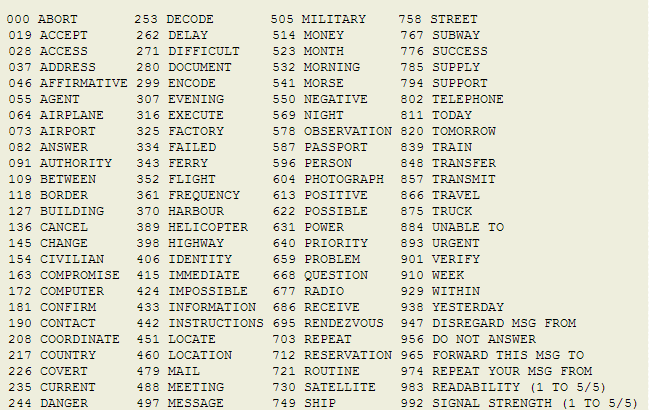 000 ABORT 253 DECODE 505 MILITARY 758 STREET
019 ACCEPT 262 DELAY 514 MONEY 767 SUBWAY
028 ACCESS 271 DIFFICULT 523 MONTH 776 SUCCESS
037 ADDRESS 280 DOCUMENT 532 MORNING 785 SUPPLY
046 AFFIRMATIVE 299 ENCODE 541 MORSE 794 SUPPORT
055 AGENT 307 EVENING 550 NEGATIVE 802 TELEPHONE
064 AIRPLANE 316 EXECUTE 569 NIGHT 811 TODAY
073 AIRPORT 325 FACTORY 578 OBSERVATION 820 TOMORROW
082 ANSWER 334 FAILED 587 PASSPORT 839 TRAIN
091 AUTHORITY 343 FERRY 596 PERSON 848 TRANSFER
109 BETWEEN 352 FLIGHT 604 PHOTOGRAPH 857 TRANSMIT
118 BORDER 361 FREQUENCY 613 POSITIVE 866 TRAVEL
127 BUILDING 370 HARBOUR 622 POSSIBLE 875 TRUCK
136 CANCEL 389 HELICOPTER 631 POWER 884 UNABLE TO
145 CHANGE 398 HIGHWAY 640 PRIORITY 893 URGENT
154 CIVILIAN 406 IDENTITY 659 PROBLEM 901 VERIFY
163 COMPROMISE 415 IMMEDIATE 668 QUESTION 910 WEEK
172 COMPUTER 424 IMPOSSIBLE 677 RADIO 929 WITHIN
181 CONFIRM 433 INFORMATION 686 RECEIVE 938 YESTERDAY
190 CONTACT 442 INSTRUCTIONS 695 RENDEZVOUS 947 DISREGARD MSG FROM
208 COORDINATE 451 LOCATE 703 REPEAT 956 DO NOT ANSWER
217 COUNTRY 460 LOCATION 712 RESERVATION 965 FORWARD THIS MSG TO
226 COVERT 479 MAIL 721 ROUTINE 974 REPEAT YOUR MSG FROM
235 CURRENT 488 MEETING 730 SATELLITE 983 READABILITY (1 TO 5/5)
244 DANGER 497 MESSAGE 749 SHIP 992 SIGNAL STRENGTH (1 TO 5/5)